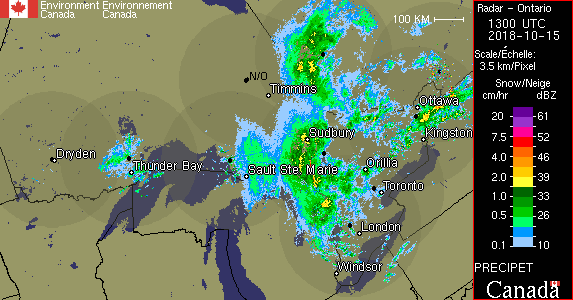 Environment Environnement
Canada Canada
100 KM
Radar - Ontario
1300 UTC
2018-10-15
Scale/Échelle:
3.5 km/Pixel
Snow/Neige
cm/hr dBZ
20 61
7.5 52
5.0 46
4.0 39
2.0 33
1.0 26
0.5 10
0.1
N/O
Timmins
Ottawa
Sudbury
Kingston
Dryden
Thunder Bay
Sault Ste. Marie
Orillia
Toronto
London
Windsor
PRECIPET
Canada